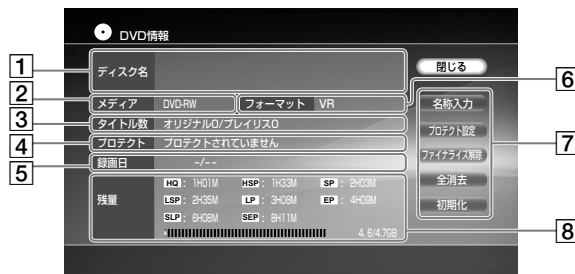 DVD情報
1
ディスク名
閉じる
6
2
メディア DVD-RW フォーマット VR
名称入力
3
タイトル数 オリジナル0/プレイリス0
プロテクト設定
7
4
プロテクト プロテクトされていません
ファイナライズ解除
5
録画日 -/--
全消去
残量
HQ : 1H01M HSP : 1H33M SP : 2H03M
初期化
LSP : 2H35M LP : 3H08M EP : 4H09M
SLP : 6H08M SEP : 8H11M
8
4.6/4.7GB